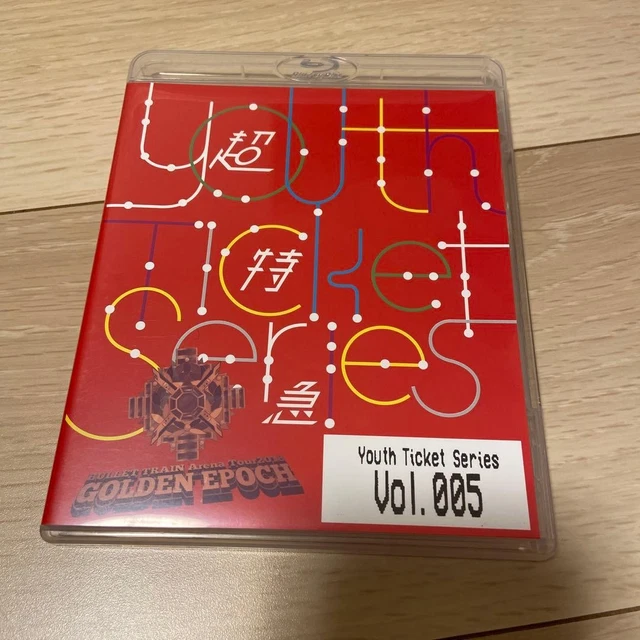 Youth
超
Ticket
特
Series
急
BULLET TRAIN Arena Tour
GOLDEN EPOCH
Youth Ticket Series
Vol.005